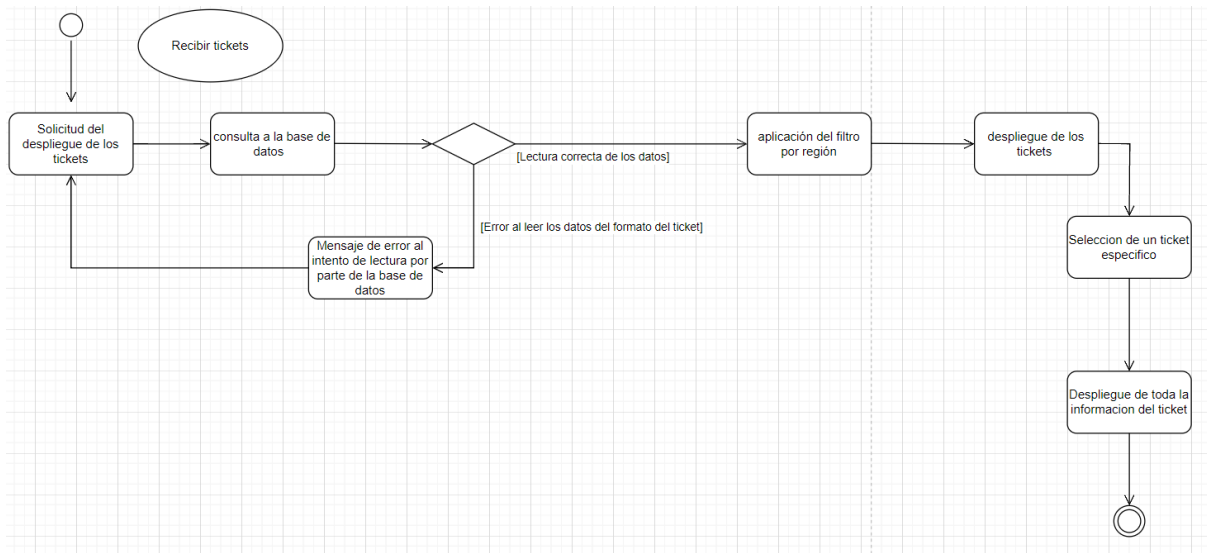 Recibir tickets
Solicitud del
despliegue de los
tickets
consulta a la base de
datos
[Lectura correcta de los datos]
aplicación del filtro
por región
despliegue de los
tickets
[Error al leer los datos del formato del ticket]
Mensaje de error al
intento de lectura por
parte de la base de
datos
Seleccion de un ticket
especifico
Despliegue de toda la
informacion del ticket